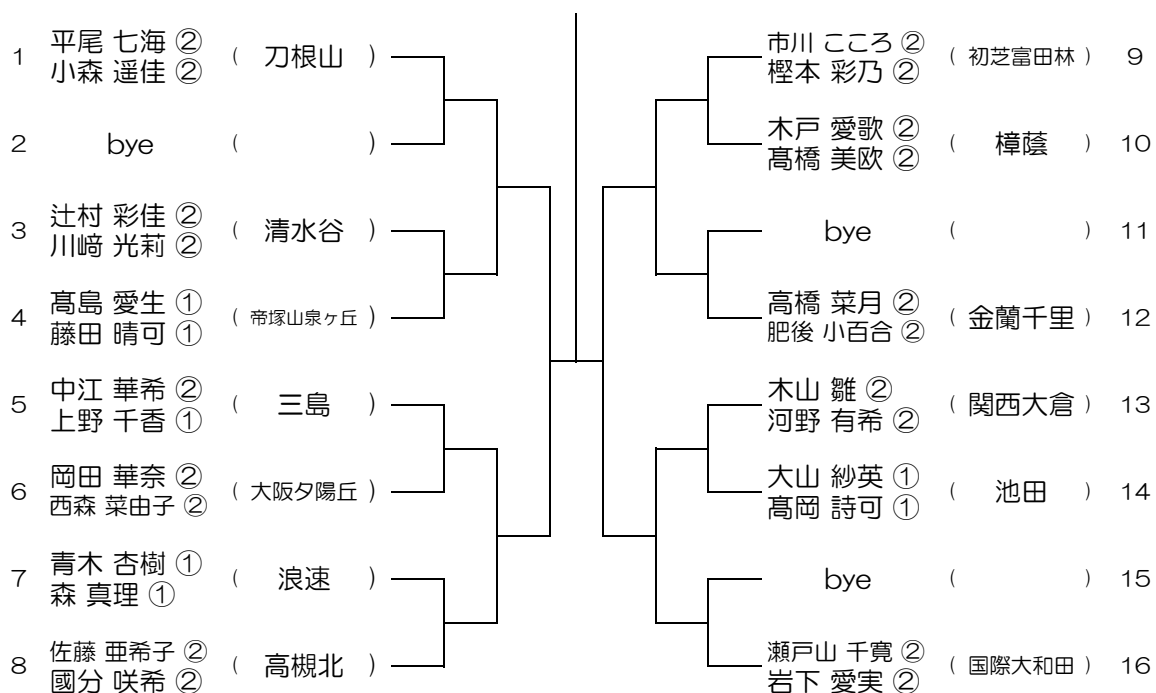 1 平尾 七海 ② ( 刀根山 )
小森 遥佳 ②
2 bye ( )
3 辻村 彩佳 ② ( 清水谷 )
川﨑 光莉 ②
4 髙島 愛生 ① ( 帝塚山泉ヶ丘 )
藤田 晴可 ①
5 中江 華希 ② ( 三島 )
上野 千香 ①
6 岡田 華奈 ② ( 大阪夕陽丘 )
西森 菜由子 ②
7 青木 杏樹 ① ( 浪速 )
森 真理 ①
8 佐藤 亜希子 ② ( 高槻北 )
國分 咲希 ②
市川 こころ ② ( 初芝富田林 ) 9
樫本 彩乃 ②
木戸 愛歌 ② ( 樟蔭 ) 10
髙橋 美欧 ②
bye ( ) 11
高橋 菜月 ② ( 金蘭千里 ) 12
肥後 小百合 ②
木山 雛 ② ( 関西大倉 ) 13
河野 有希 ②
大山 紗英 ① ( 池田 ) 14
髙岡 詩可 ①
bye ( ) 15
瀬戸山 千寛 ② ( 国際大和田 ) 16
岩下 愛実 ②